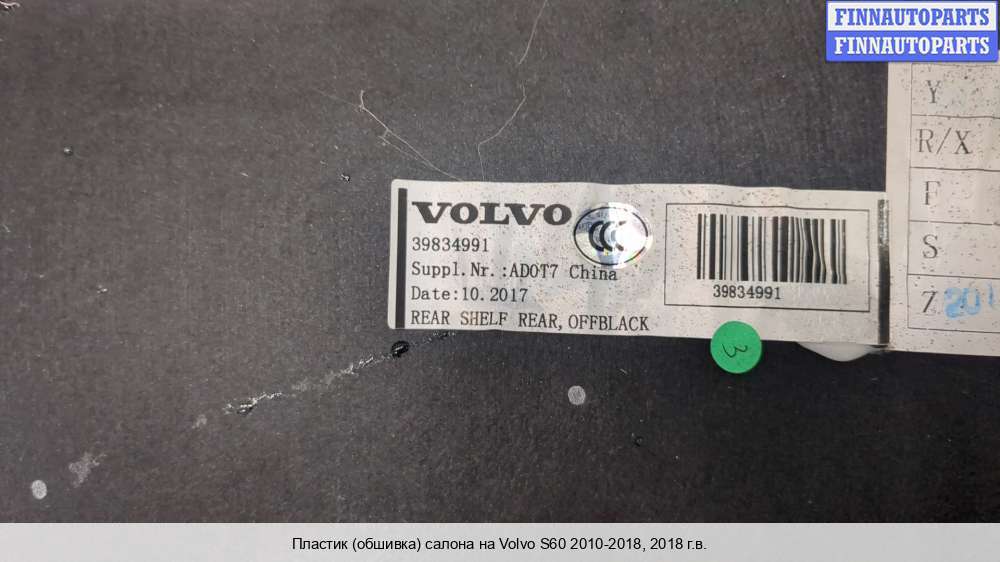 FINNAUTOPARTS
FINNAUTOPARTS
Y
R/X
F
S
Z
VOLVO
CCC
39834991
Suppl.Nr.:AD0T7 China
Date:10.2017
REAR SHELF REAR,OFFBLACK
39834991
3
Пластик (обшивка) салона на Volvo S60 2010-2018, 2018 г.в.